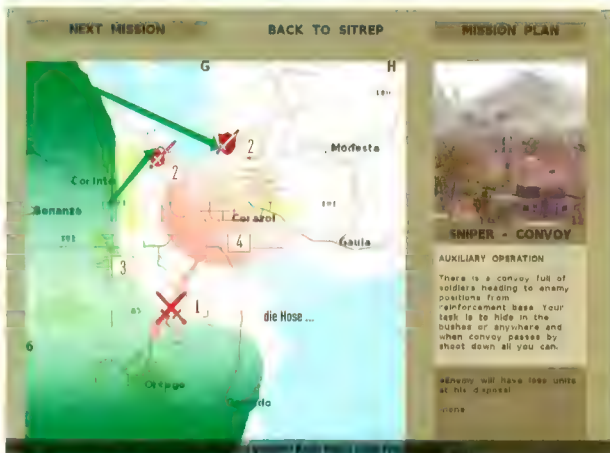 NEXT MISSION
BACK TO SITREP
MISSION PLAN
G
H
2
2
Modesta
Corinto
Bonanza
Corazol
Gaula
4
3
1
die Hose ...
6
Ortego
SNIPER - CONVOY
AUXILIARY OPERATION
There is a convoy full of
soldiers heading to enemy
positions from
reinforcement base. Your
task is to hide in the
bushes or anywhere and
when convoy passes by
shoot down all you can.
Enemy will have less units
at his disposal